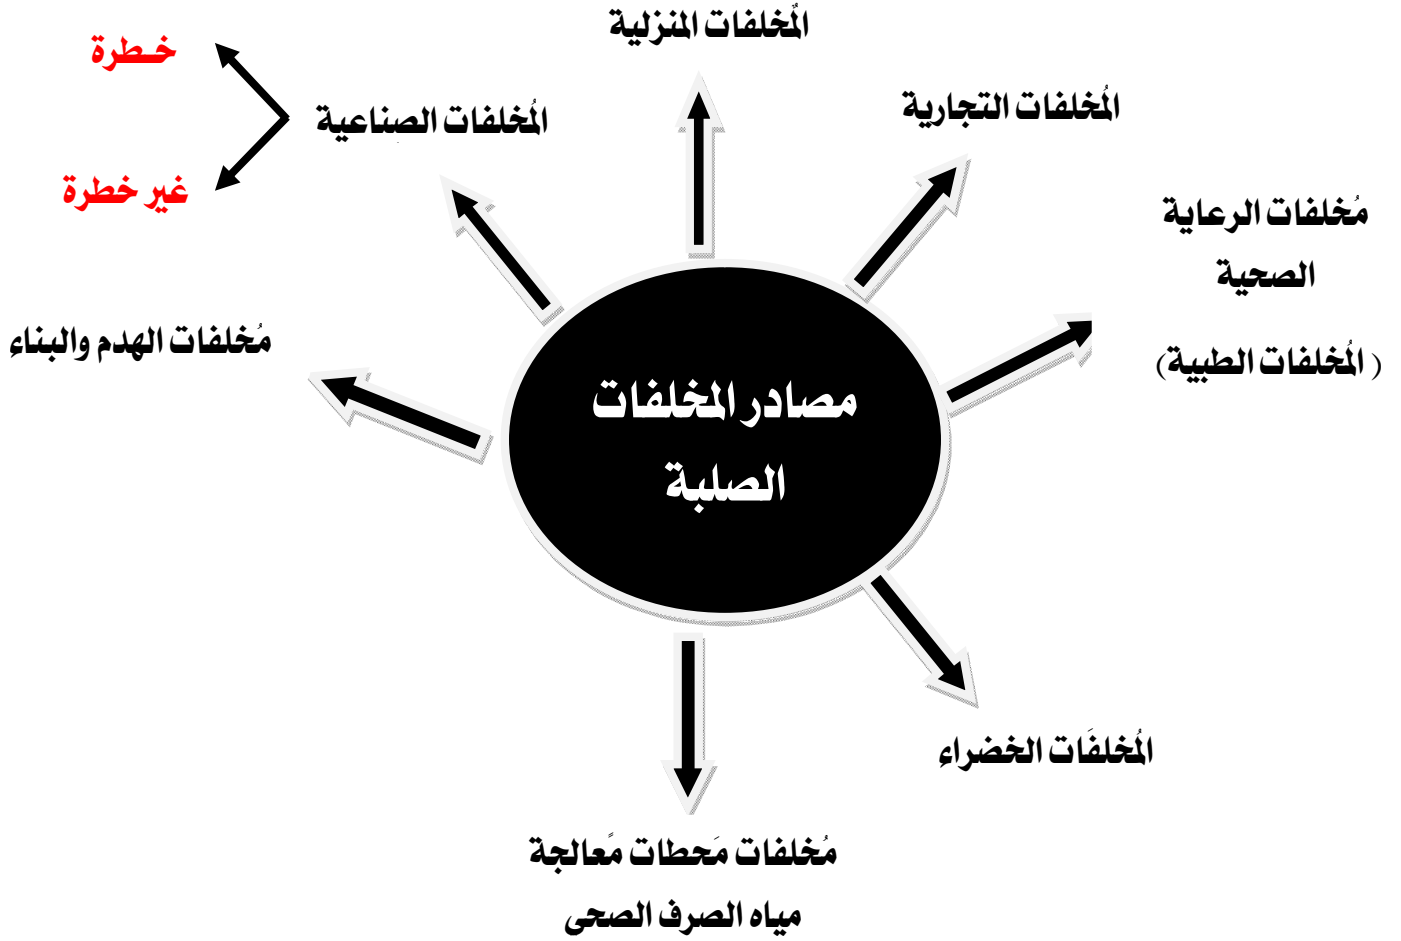 المُخلفات المنزلية
خـطرة
المُخلفات التجارية
المُخلفات الصناعية
غير خطرة
مُخلفات الرعاية
الصحية
( المُخلفات الطبية)
مُخلفات الهدم والبناء
مصادر المخلفات
الصلبة
المُخلفَات الخضراء
مُخلفات مَحطات مًعالجة
مياه الصرف الصحى